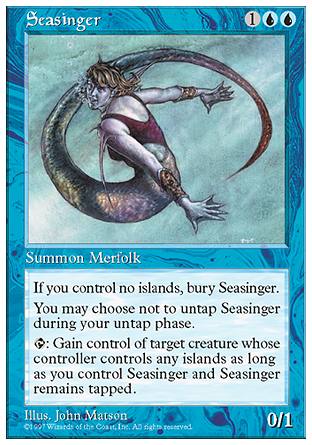 Seasinger 1
Summon Merfolk
If you control no islands, bury Seasinger.
You may choose not to untap Seasinger
during your untap phase.
: Gain control of target creature whose
controller controls any islands as long
as you control Seasinger and Seasinger
remains tapped.
Illus. John Matson
©1997 Wizards of the Coast, Inc. All rights reserved.
0/1